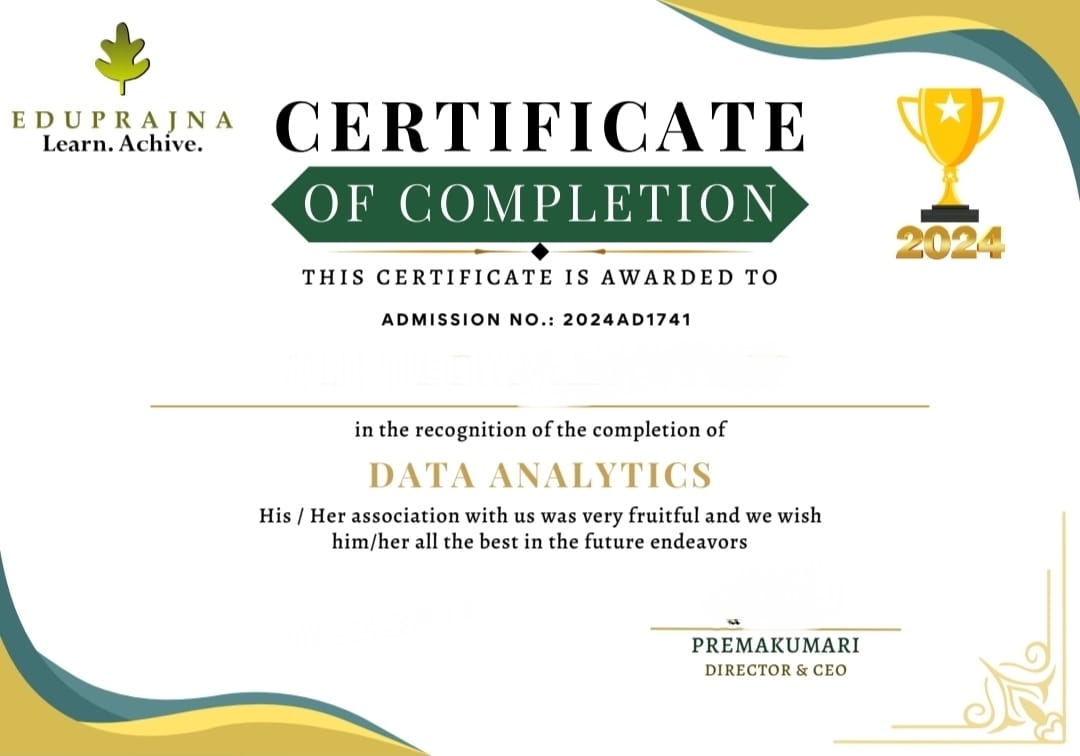 EDUPRAJNA
Learn. Achive.
CERTIFICATE
OF COMPLETION
2024
THIS CERTIFICATE IS AWARDED TO
ADMISSION NO.: 2024AD1741
in the recognition of the completion of
DATA ANALYTICS
His / Her association with us was very fruitful and we wish
him/her all the best in the future endeavors
PREMAKUMARI
DIRECTOR & CEO